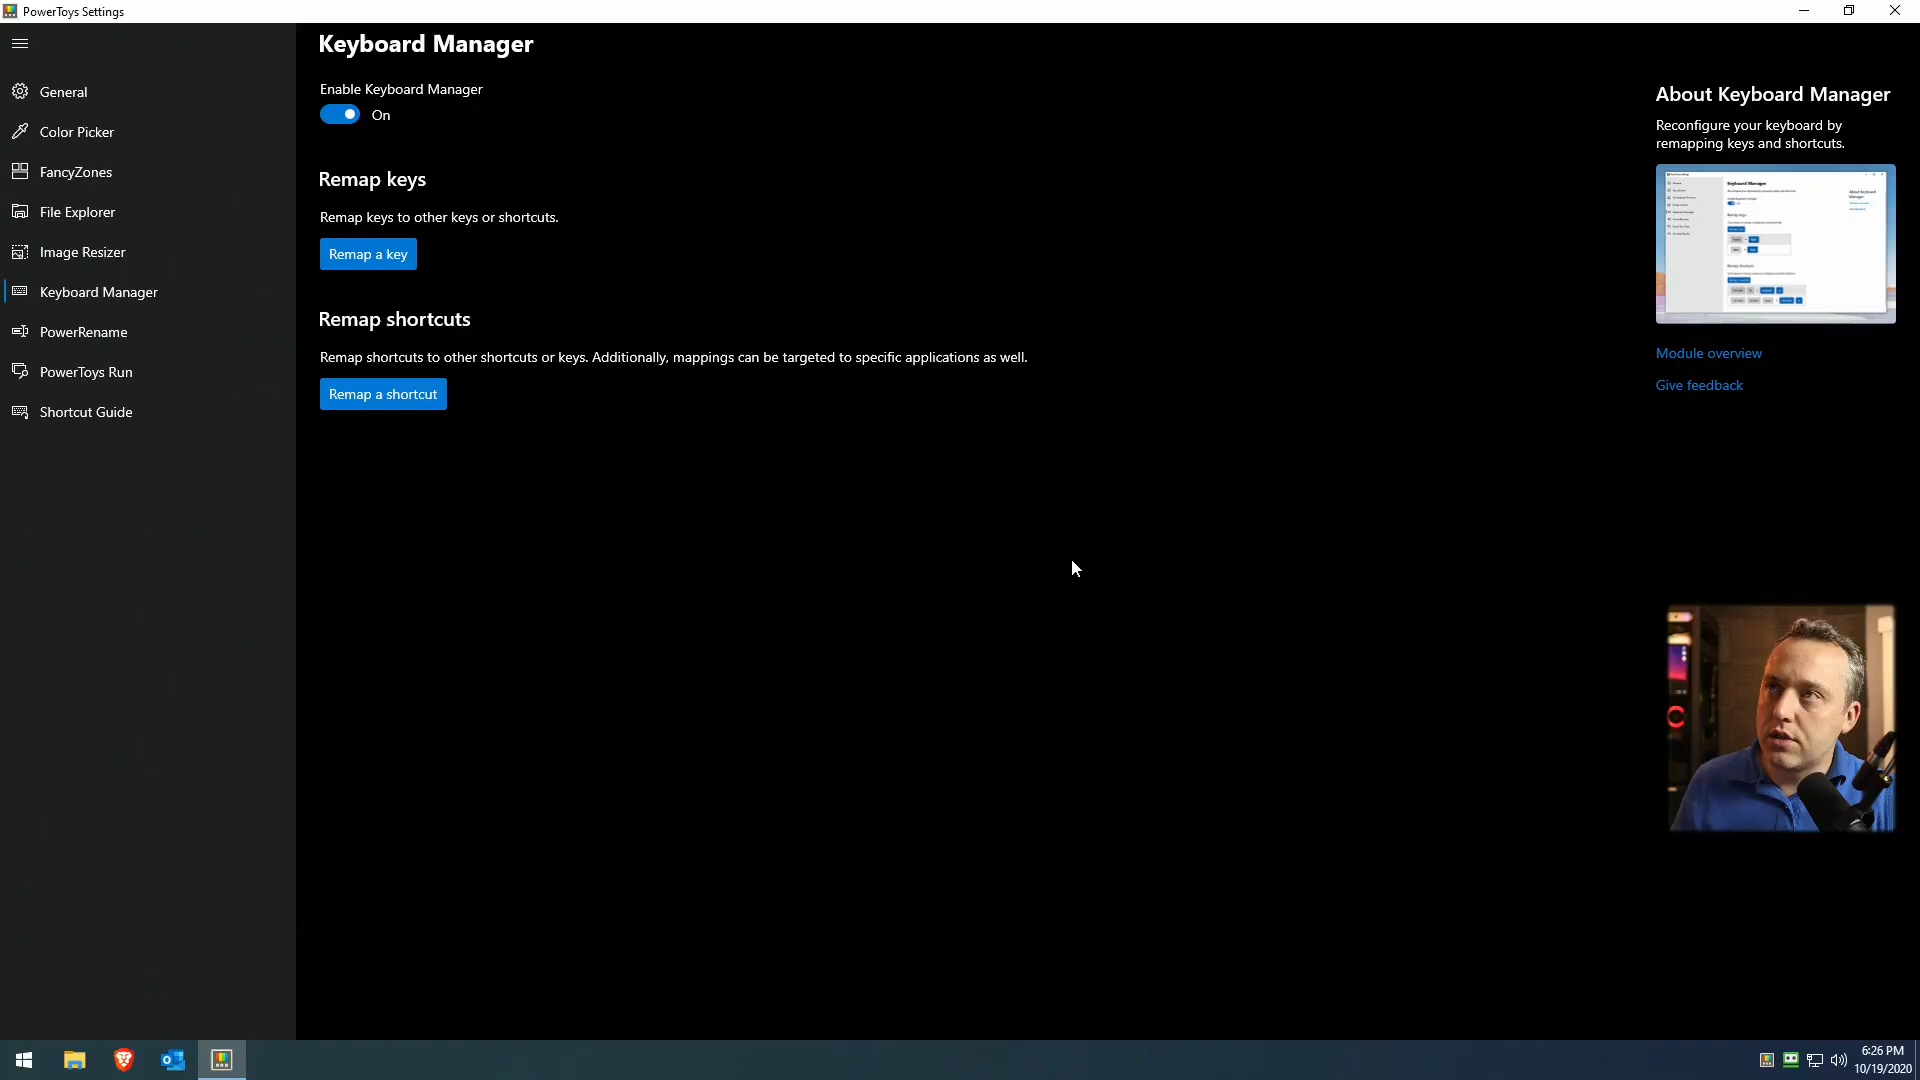 PowerToys Settings
General
Color Picker
FancyZones
File Explorer
Image Resizer
Keyboard Manager
PowerRename
PowerToys Run
Shortcut Guide
Keyboard Manager
Enable Keyboard Manager
On
Remap keys
Remap keys to other keys or shortcuts.
Remap a key
Remap shortcuts
Remap shortcuts to other shortcuts or keys. Additionally, mappings can be targeted to specific applications as well.
Remap a shortcut
About Keyboard Manager
Reconfigure your keyboard by
remapping keys and shortcuts.
Keyboard Manager
Module overview
Give feedback
6:26 PM
10/19/2020